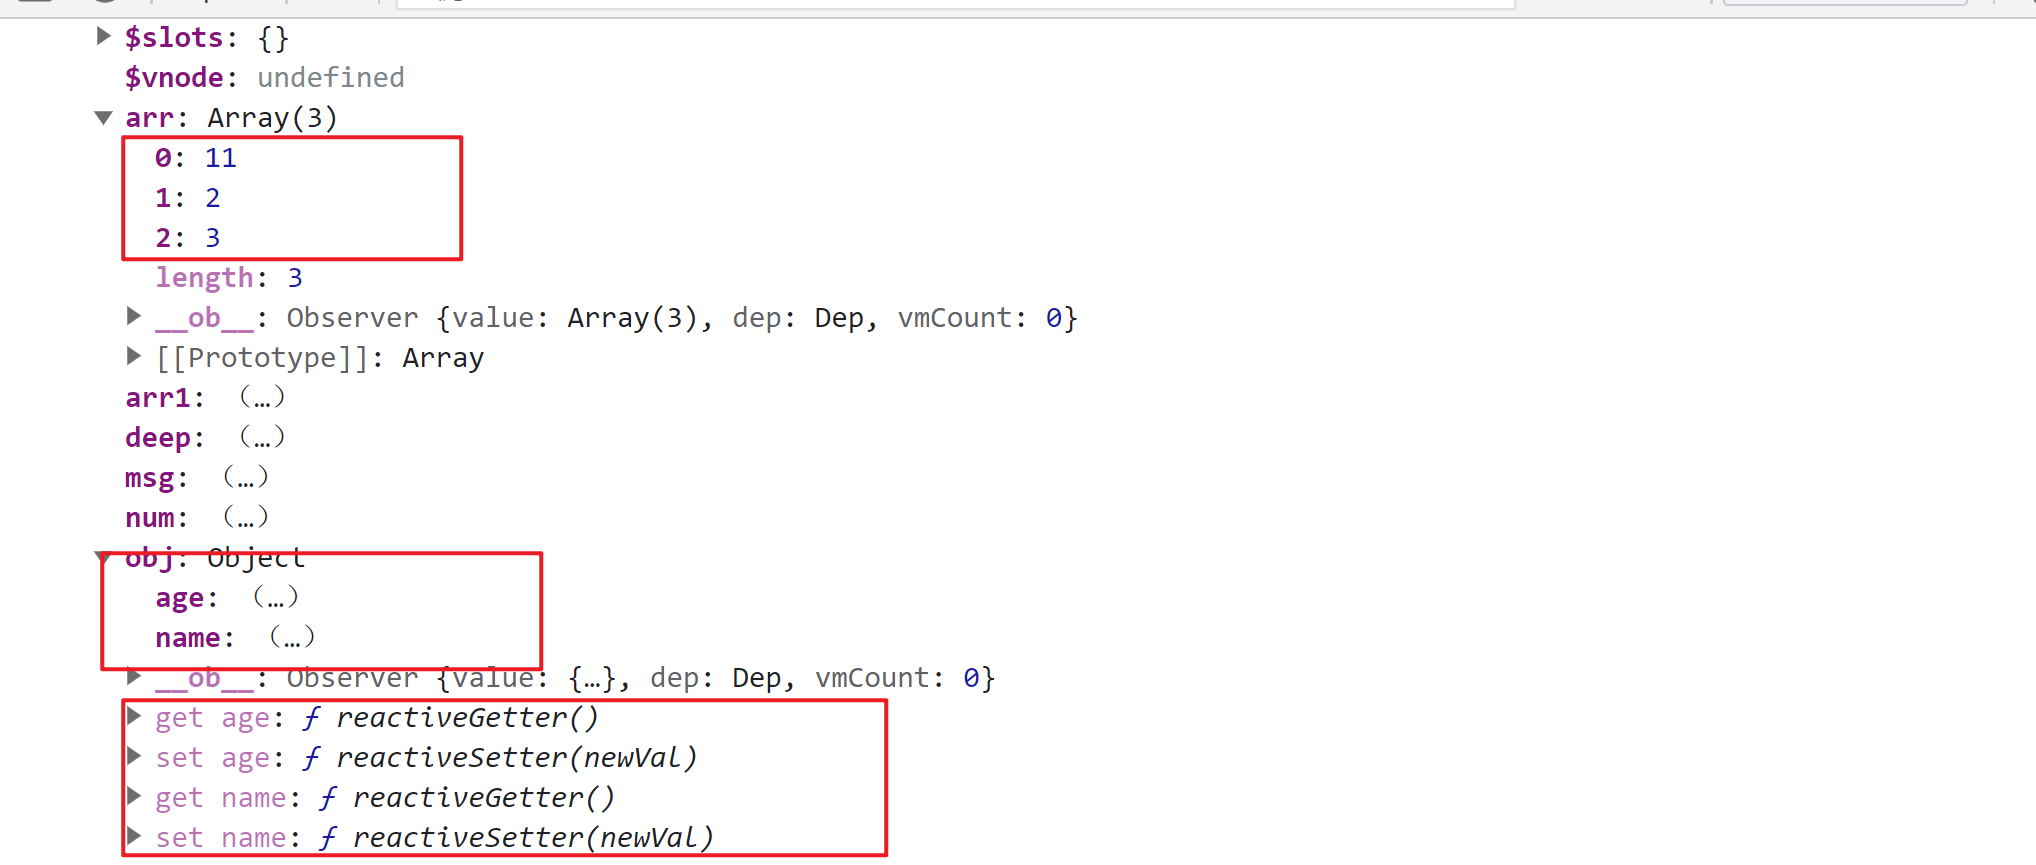 $slots: {}
$vnode: undefined
arr: Array(3)
0: 11
1: 2
2: 3
length: 3
__ob__: Observer {value: Array(3), dep: Dep, vmCount: 0}
[[Prototype]]: Array
arr1: （…）
deep: （…）
msg: （…）
num: （…）
obj: Object
age: （…）
name: （…）
__ob__: Observer {value: {…}, dep: Dep, vmCount: 0}
get age: ƒ reactiveGetter()
set age: ƒ reactiveSetter(newVal)
get name: ƒ reactiveGetter()
set name: ƒ reactiveSetter(newVal)